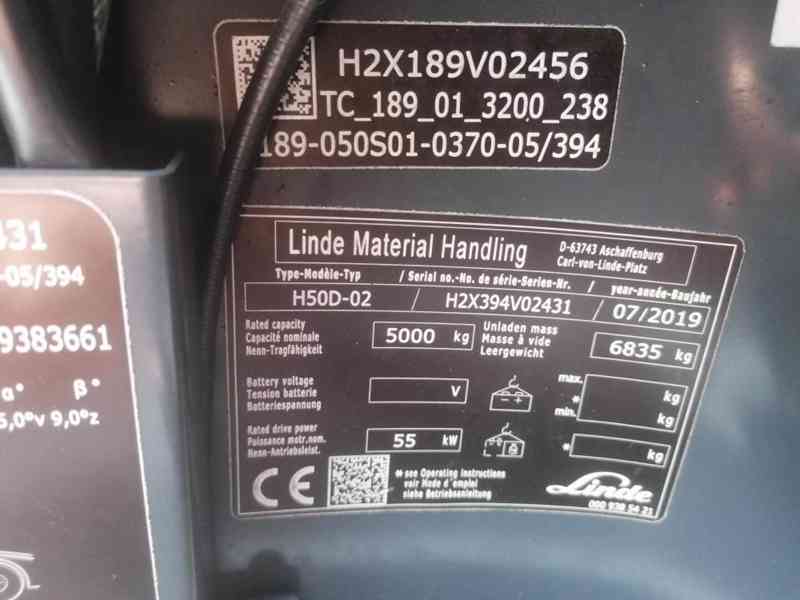 H2X189V02456
TC_189_01_3200_238
189-050S01-0370-05/394
Linde Material Handling
D-63743 Aschaffenburg
Carl-von-Linde-Platz
Type-Modèle-Typ / Serial no.-No. de série-Serien-Nr. / year-année-Baujahr
H50D-02 / H2X394V02431 / 07/2019
Rated capacity
Capacité nominale
Nenn-Tragfähigkeit
5000 kg
Unladen mass
Masse à vide
Leergewicht
6835 kg
Battery voltage
Tension batterie
Batteriespannung
V
max.
*
min.
kg
kg
Rated drive power
Puissance motr.nom.
Nenn-Antriebsleist.
55 kW
*
kg
CE
* see Operating instructions
voir Mode d'emploi
siehe Betriebsanleitung
Linde
000 938 54 21
431
-05/394
9383661
α° β°
5,0°v 9,0°z